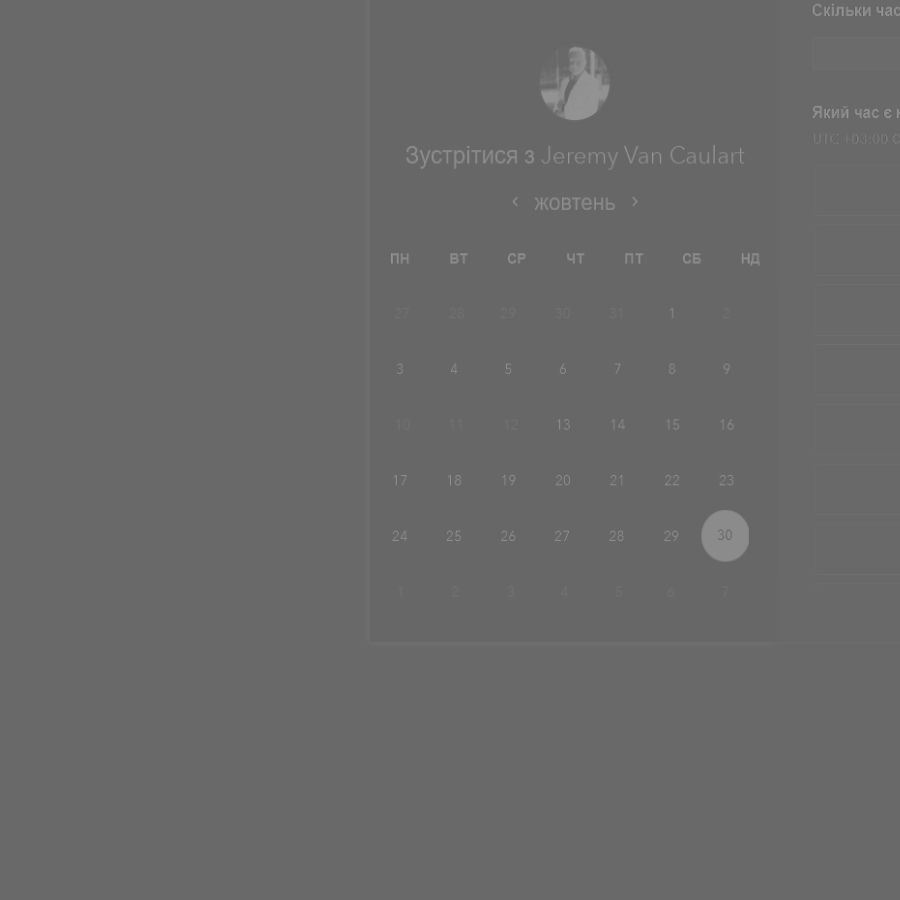 Скільки
Який час є
UTC +03:00
Зустрітися з Jeremy Van Caulart
‹ жовтень ›
ПН ВТ СР ЧТ ПТ СБ НД
27 28 29 30 31 1 2
3 4 5 6 7 8 9
10 11 12 13 14 15 16
17 18 19 20 21 22 23
24 25 26 27 28 29 30
1 2 3 4 5 6 7